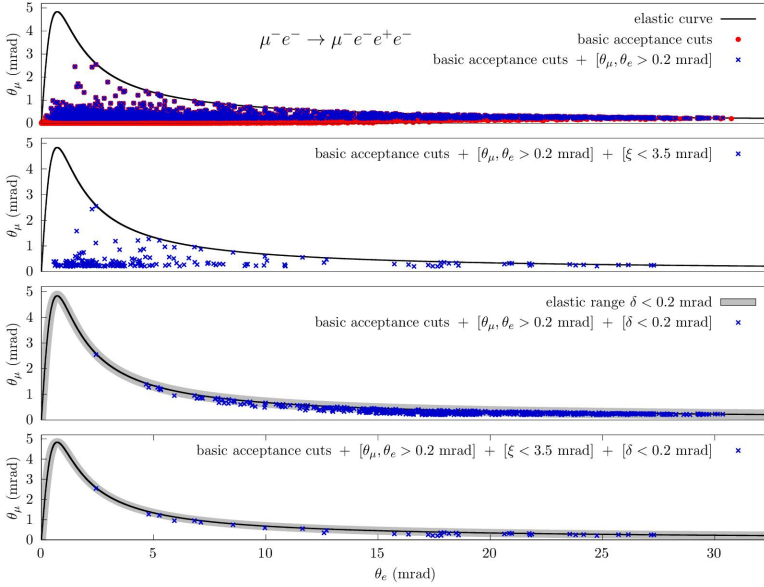 5
4
3
2
1
0
θμ (mrad)
μ⁻e⁻ → μ⁻e⁻e⁺e⁻
elastic curve
basic acceptance cuts
basic acceptance cuts + [θμ, θe > 0.2 mrad]
5
4
3
2
1
0
θμ (mrad)
basic acceptance cuts + [θμ, θe > 0.2 mrad] + [ξ < 3.5 mrad]
5
4
3
2
1
0
θμ (mrad)
elastic range δ < 0.2 mrad
basic acceptance cuts + [θμ, θe > 0.2 mrad] + [δ < 0.2 mrad]
5
4
3
2
1
0
θμ (mrad)
basic acceptance cuts + [θμ, θe > 0.2 mrad] + [ξ < 3.5 mrad] + [δ < 0.2 mrad]
0 5 10 15 20 25 30
θe (mrad)